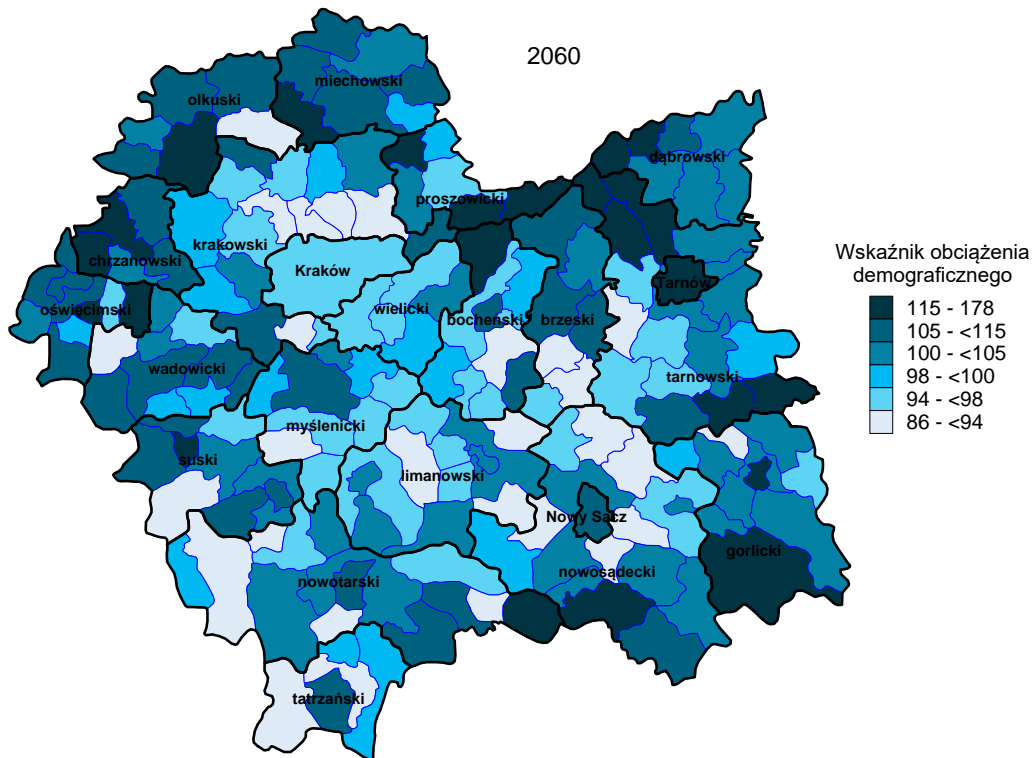 2060
miechowski
olkuski
dąbrowski
proszowicki
krakowski
chrzanowski
Kraków
Tarnów
oświęcimski
wielicki
bocheński
brzeski
wadowicki
tarnowski
myślenicki
suski
limanowski
Nowy Sącz
gorlicki
nowotarski
nowosądecki
tatrzański
Wskaźnik obciążenia
demograficznego
115 - 178
105 - <115
100 - <105
98 - <100
94 - <98
86 - <94